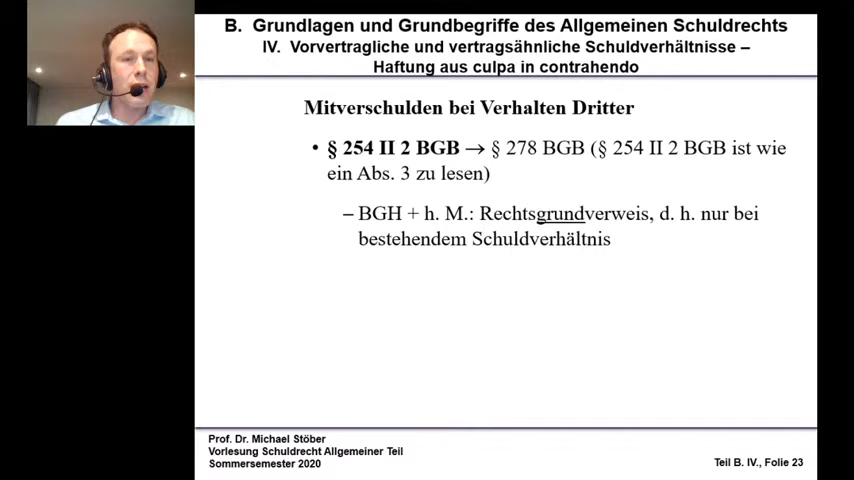 B. Grundlagen und Grundbegriffe des Allgemeinen Schuldrechts
IV. Vorvertragliche und vertragsähnliche Schuldverhältnisse –
Haftung aus culpa in contrahendo
Mitverschulden bei Verhalten Dritter
• § 254 II 2 BGB → § 278 BGB (§ 254 II 2 BGB ist wie
ein Abs. 3 zu lesen)
– BGH + h. M.: Rechtsgrundverweis, d. h. nur bei
bestehendem Schuldverhältnis
Prof. Dr. Michael Stöber
Vorlesung Schuldrecht Allgemeiner Teil
Sommersemester 2020
Teil B. IV., Folie 23